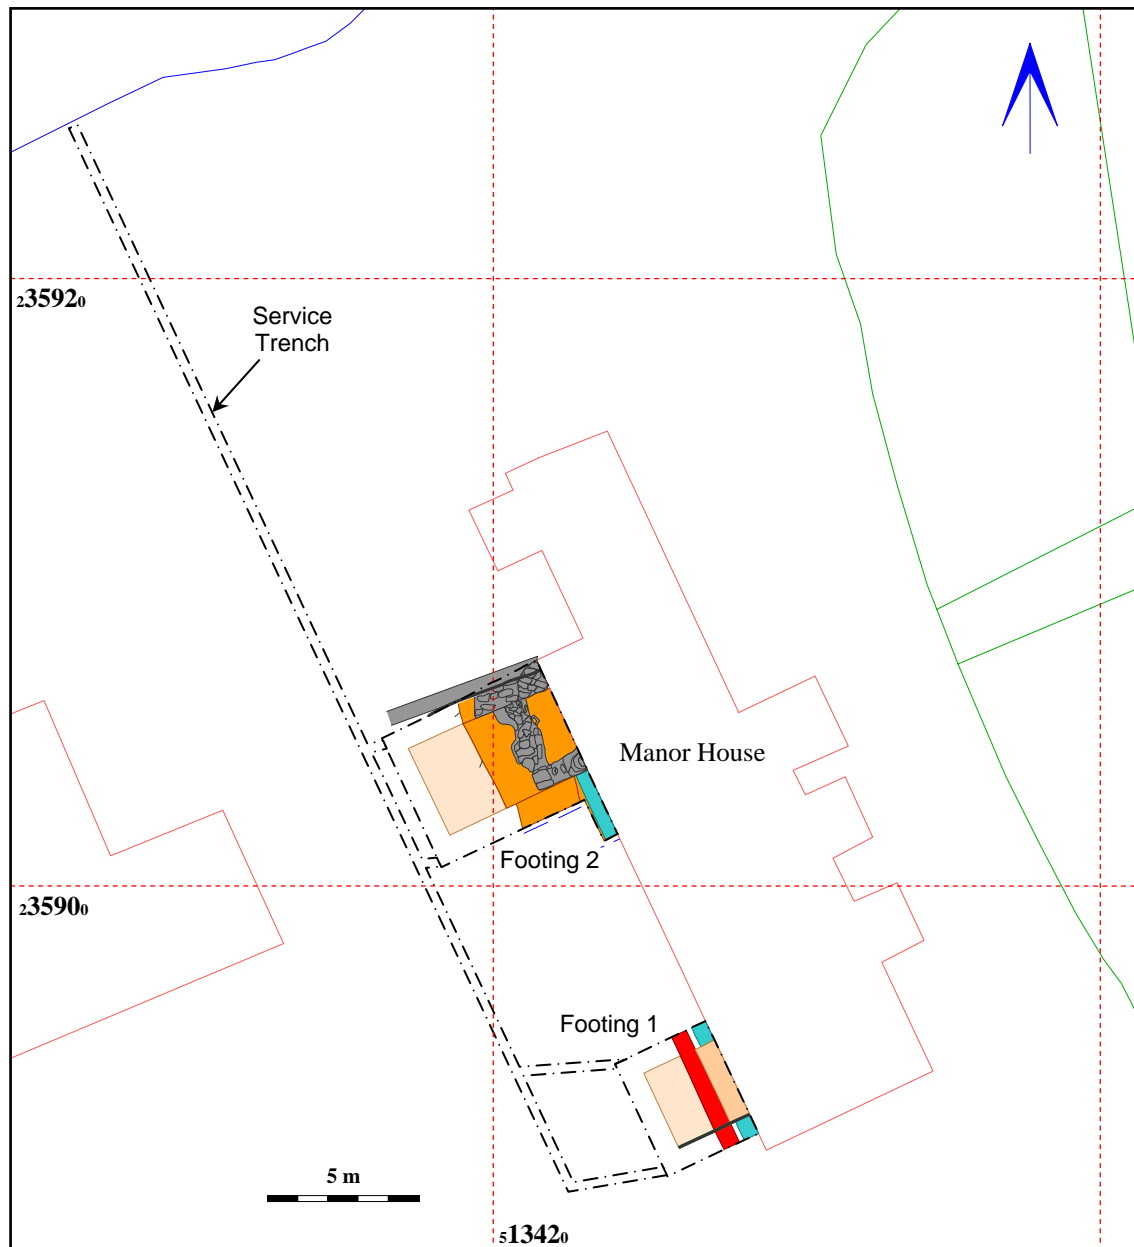 235920
Service
Trench
Manor House
Footing 2
235900
Footing 1
5 m
513420